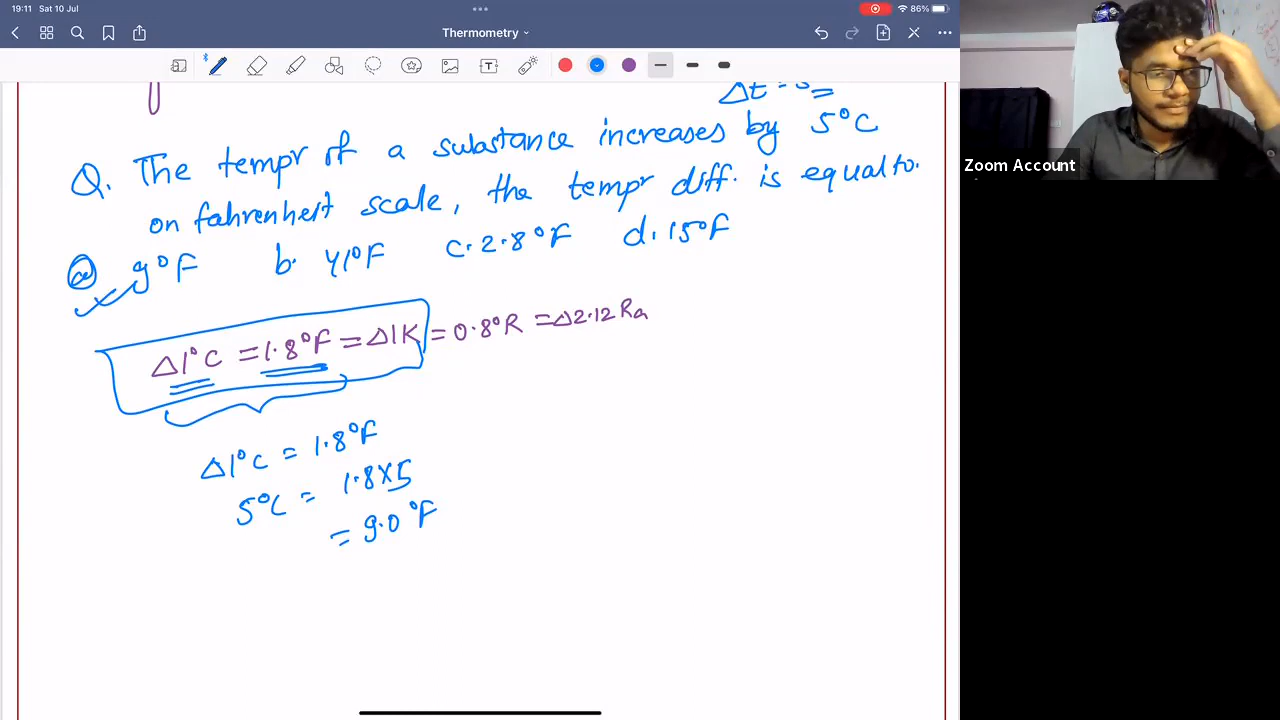 19:11 Sat 10 Jul
86%
Thermometry
Δt = 
Q. The tempr of a substance increases by 5°C
on fahrenheit scale, the tempr diff. is equal to.
a 9°F b. 41°F c. 2.8°F d. 15°F
Δ1°C = 1.8°F = Δ1K = 0.8°R = Δ2.12 Ra
Δ1°C = 1.8°F
5°C = 1.8×5
= 9.0°F
Zoom Account